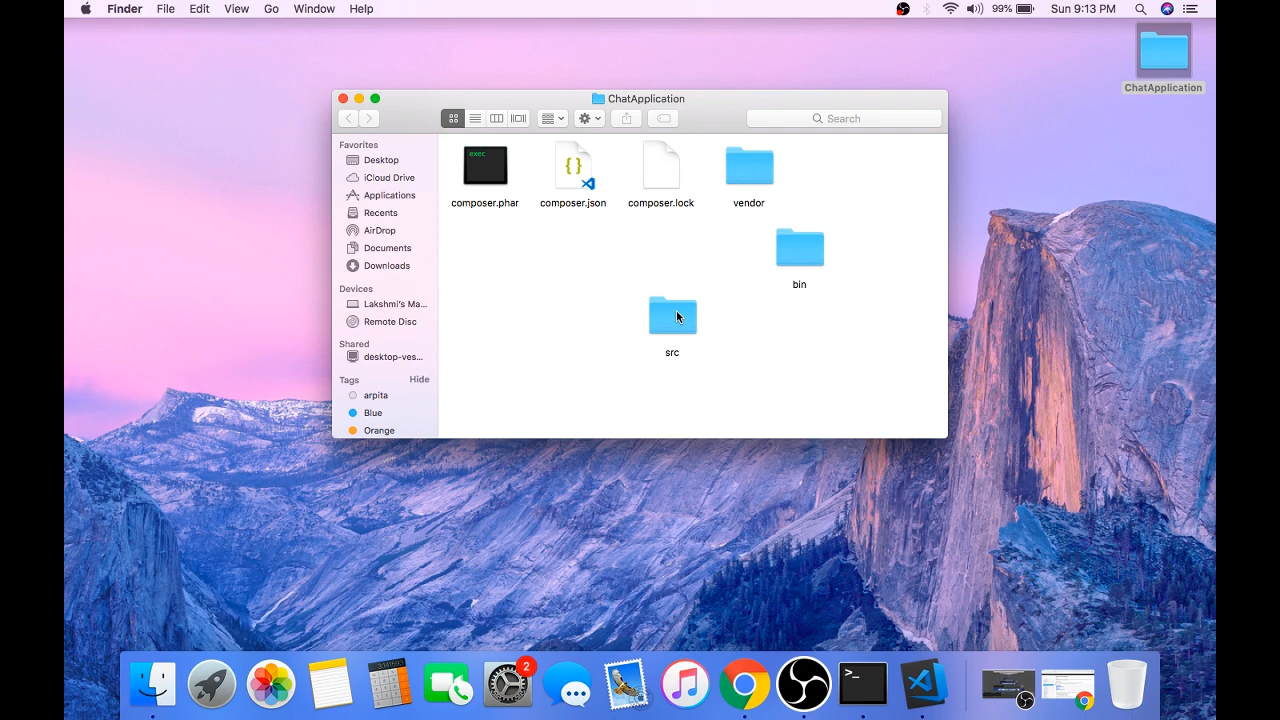 Finder File Edit View Go Window Help 99% Sun 9:13 PM
ChatApplication
ChatApplication
Search
Favorites
Desktop
iCloud Drive
Applications
Recents
AirDrop
Documents
Downloads
Devices
Lakshmi's Ma...
Remote Disc
Shared
desktop-ves...
Tags Hide
arpita
Blue
Orange
exec
{ }
composer.phar composer.json composer.lock vendor
bin
src
2
>_